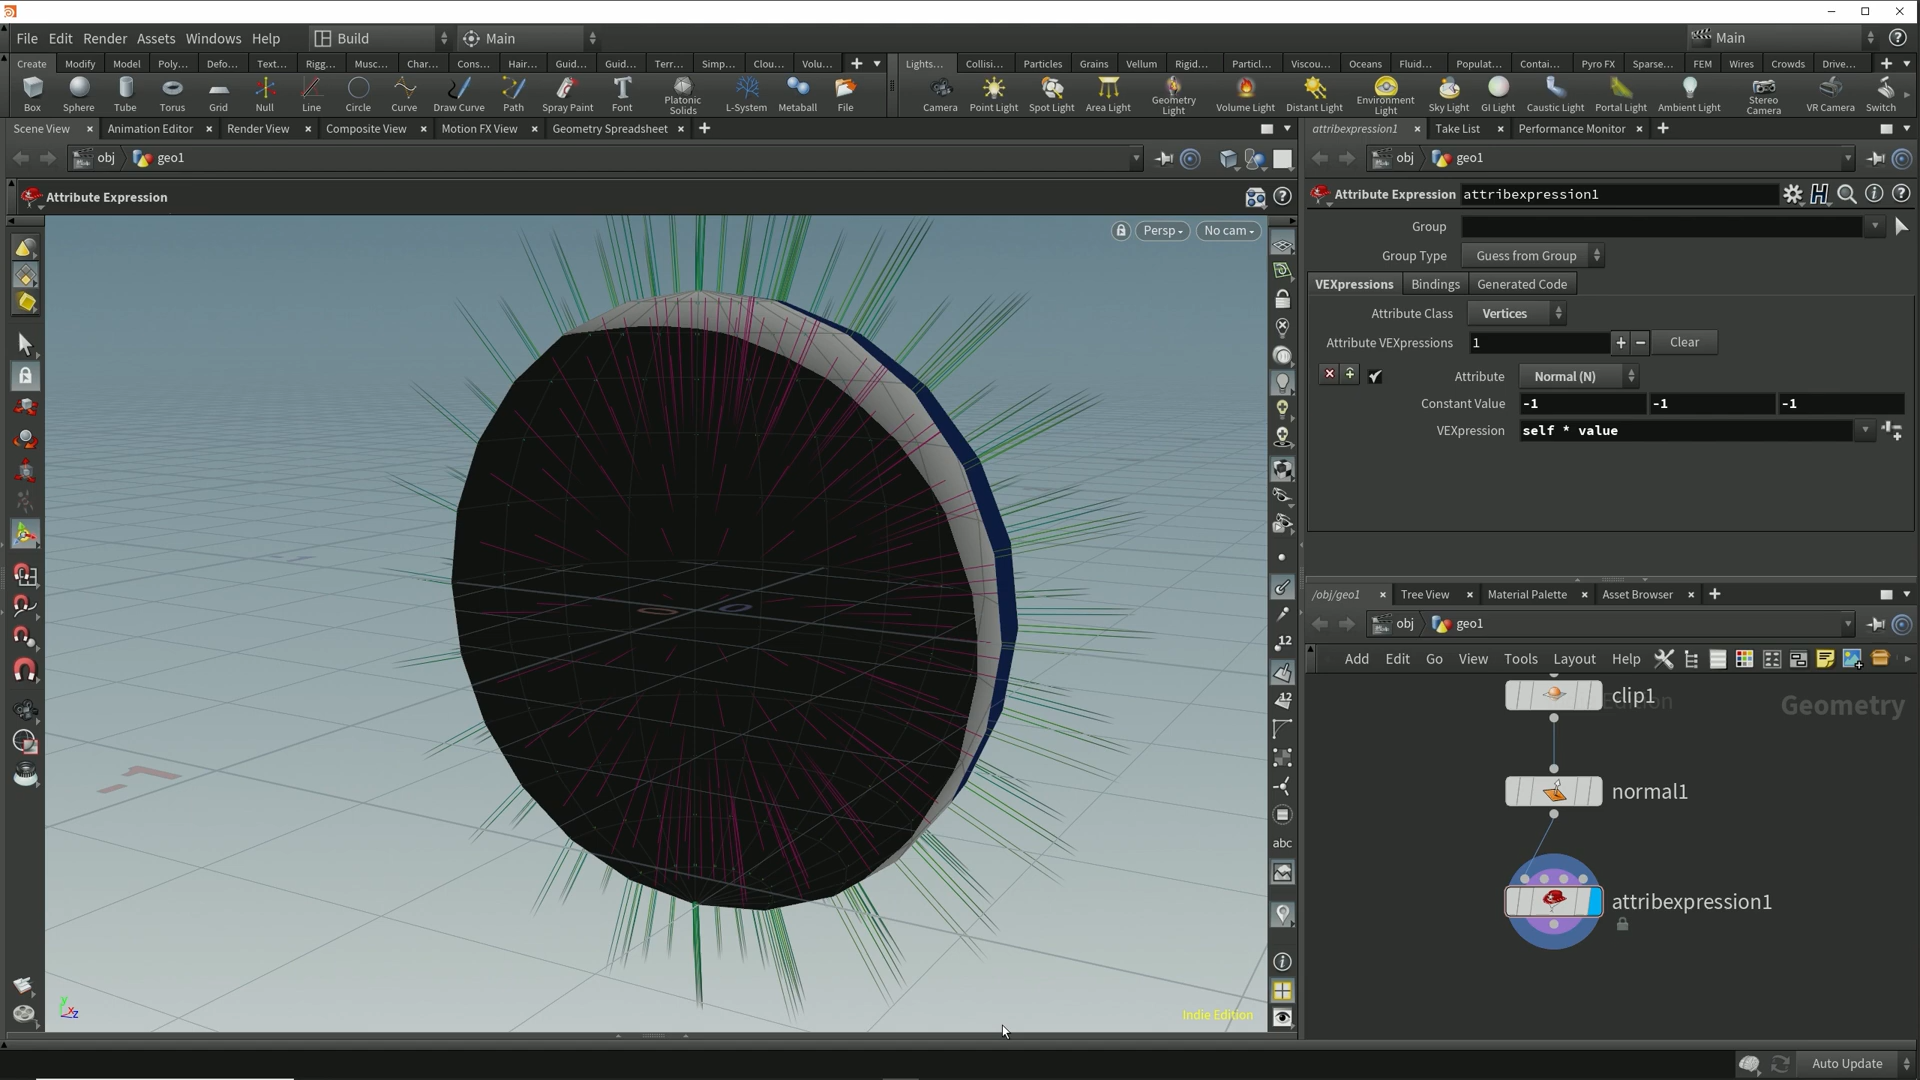 File Edit Render Assets Windows Help Build Main Main
Create Modify Model Poly... Defo... Text... Rigg... Musc... Char... Cons... Hair... Guid... Guid... Terr... Simp... Clou... Volu... Lights... Collisi... Particles Grains Vellum Rigid... Particl... Viscou... Oceans Fluid... Populat... Contai... Pyro FX Sparse... FEM Wires Crowds Drive...
Box Sphere Tube Torus Grid Null Line Circle Curve Draw Curve Path Spray Paint Font Platonic Solids L-System Metaball File Camera Point Light Spot Light Area Light Geometry Light Volume Light Distant Light Environment Light Sky Light GI Light Caustic Light Portal Light Ambient Light Stereo Camera VR Camera Switch
Scene View Animation Editor Render View Composite View Motion FX View Geometry Spreadsheet
attribexpression1 Take List Performance Monitor
obj geo1
obj geo1
Attribute Expression
Persp No cam
Attribute Expression attribexpression1
Group
Group Type Guess from Group
VEXpressions Bindings Generated Code
Attribute Class Vertices
Attribute VEXpressions 1 Clear
Attribute Normal (N)
Constant Value -1 -1 -1
VEXpression self * value
/obj/geo1 Tree View Material Palette Asset Browser
obj geo1
Add Edit Go View Tools Layout Help
clip1
Geometry
normal1
attribexpression1
12
12
abc
0 0
-1
y x z
Indie Edition
Auto Update